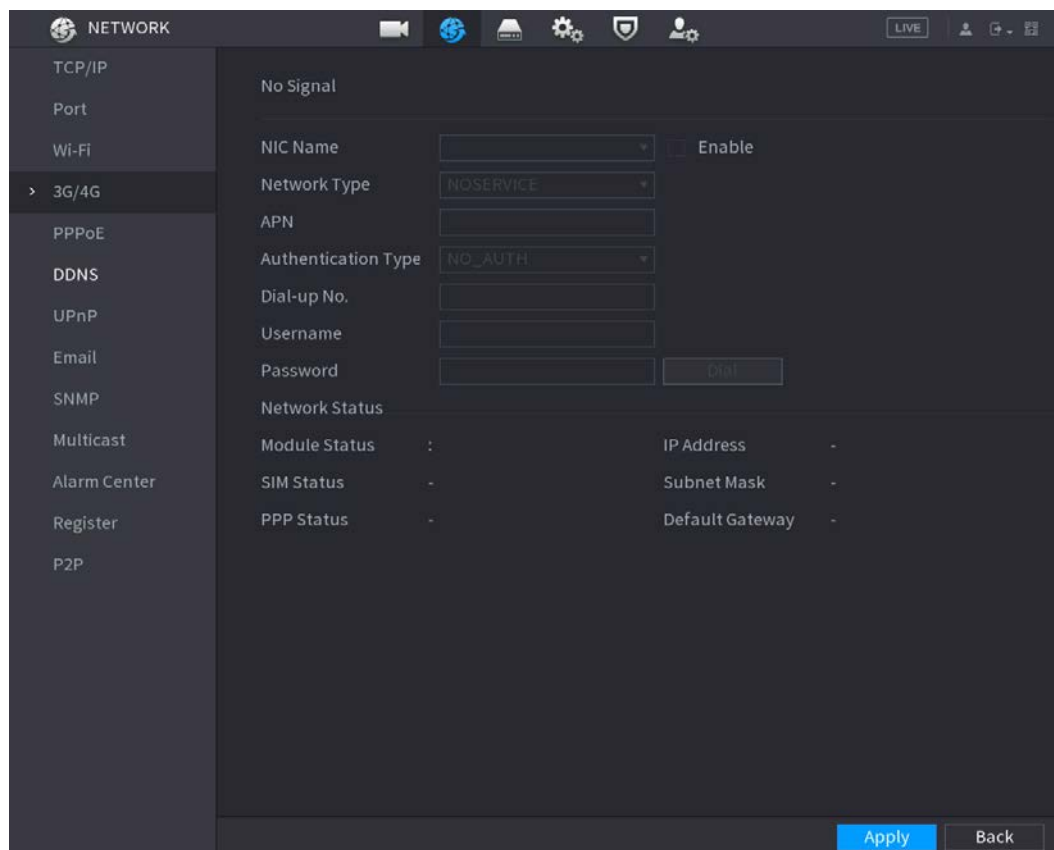 NETWORK
LIVE
TCP/IP
Port
Wi-Fi
3G/4G
PPPoE
DDNS
UPnP
Email
SNMP
Multicast
Alarm Center
Register
P2P
No Signal
NIC Name Enable
Network Type NOSERVICE
APN
Authentication Type NO_AUTH
Dial-up No.
Username
Password Dial
Network Status
Module Status : IP Address -
SIM Status - Subnet Mask -
PPP Status - Default Gateway -
Apply Back